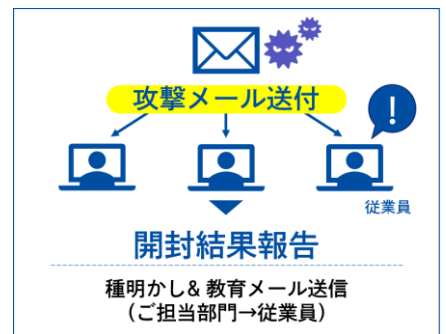 攻撃メール送付
!
従業員
開封結果報告
種明かし& 教育メール送信
（ご担当部門→従業員）